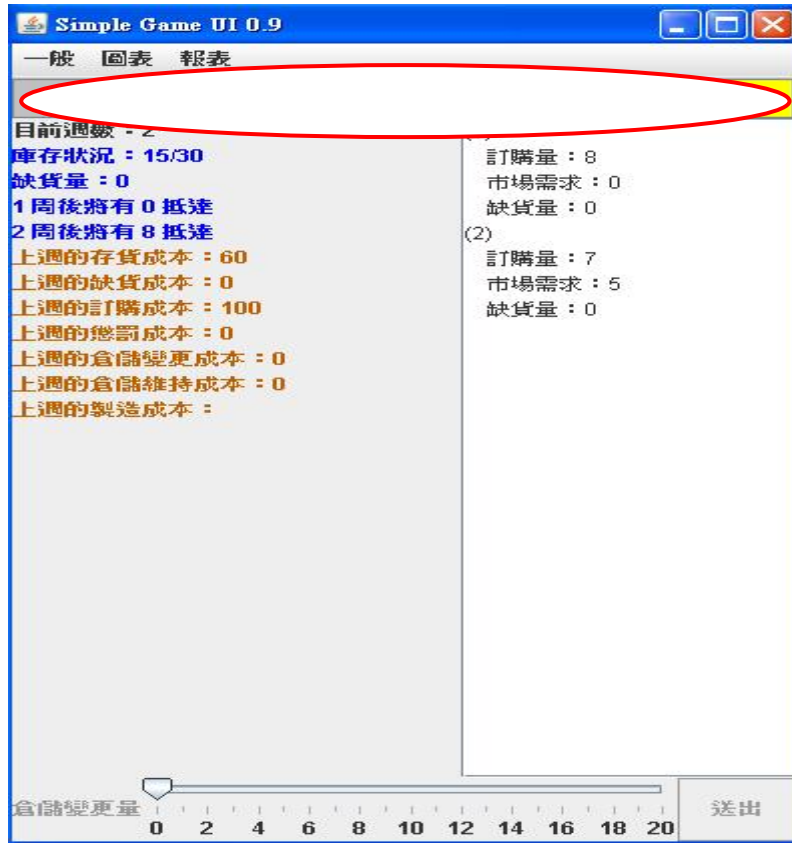 Simple Game UI 0.9
一般 圖表 報表
目前週數：2
庫存狀況：15/30
缺貨量：0
1周後將有 0 抵達
2周後將有 8 抵達
上週的存貨成本：60
上週的缺貨成本：0
上週的訂購成本：100
上週的懲罰成本：0
上週的倉儲變更成本：0
上週的倉儲維持成本：0
上週的製造成本：
訂購量：8
市場需求：0
缺貨量：0
(2)
訂購量：7
市場需求：5
缺貨量：0
倉儲變更量
0 2 4 6 8 10 12 14 16 18 20
送出